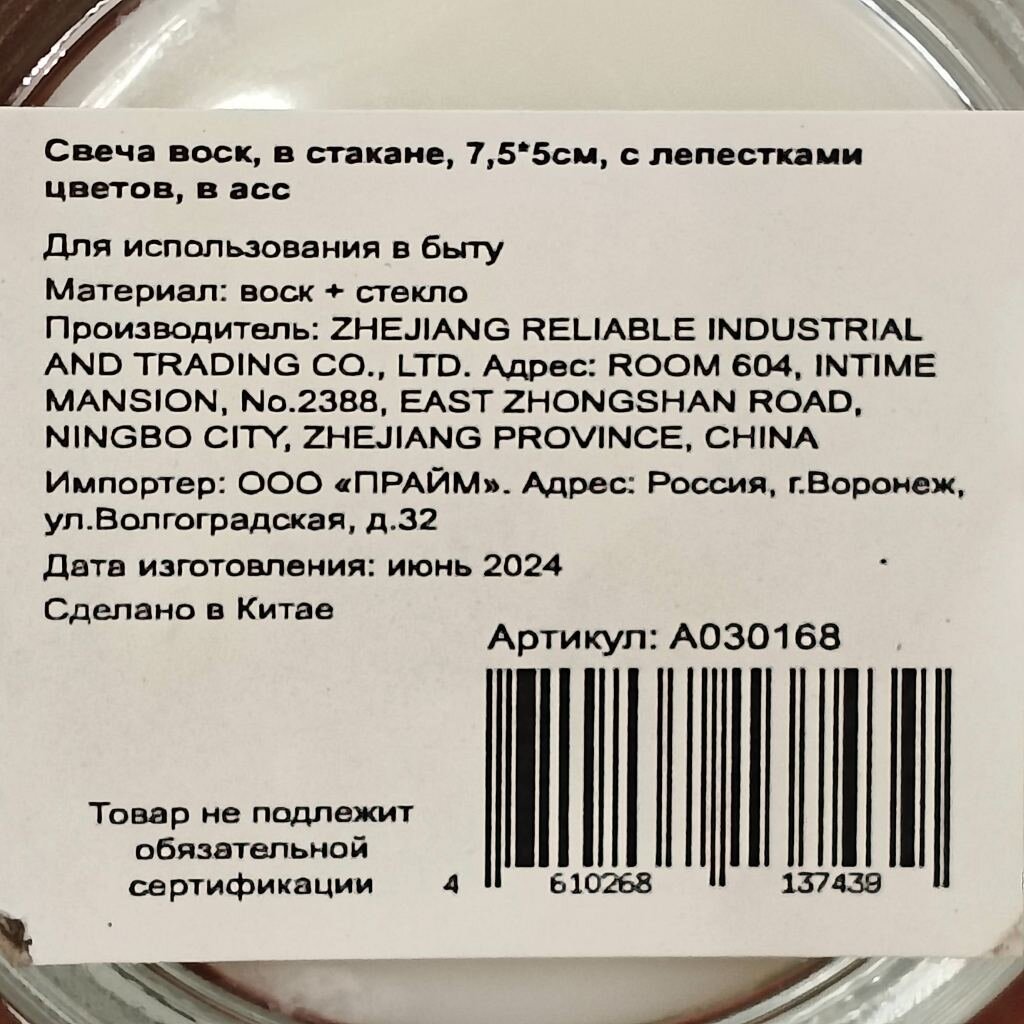 Свеча воск, в стакане, 7,5*5см, с лепестками
цветов, в асс
Для использования в быту
Материал: воск + стекло
Производитель: ZHEJIANG RELIABLE INDUSTRIAL
AND TRADING CO., LTD. Адрес: ROOM 604, INTIME
MANSION, No.2388, EAST ZHONGSHAN ROAD,
NINGBO CITY, ZHEJIANG PROVINCE, CHINA
Импортер: ООО «ПРАЙМ». Адрес: Россия, г.Воронеж,
ул.Волгоградская, д.32
Дата изготовления: июнь 2024
Сделано в Китае
Артикул: А030168
Товар не подлежит
обязательной
сертификации
4 610268 137439